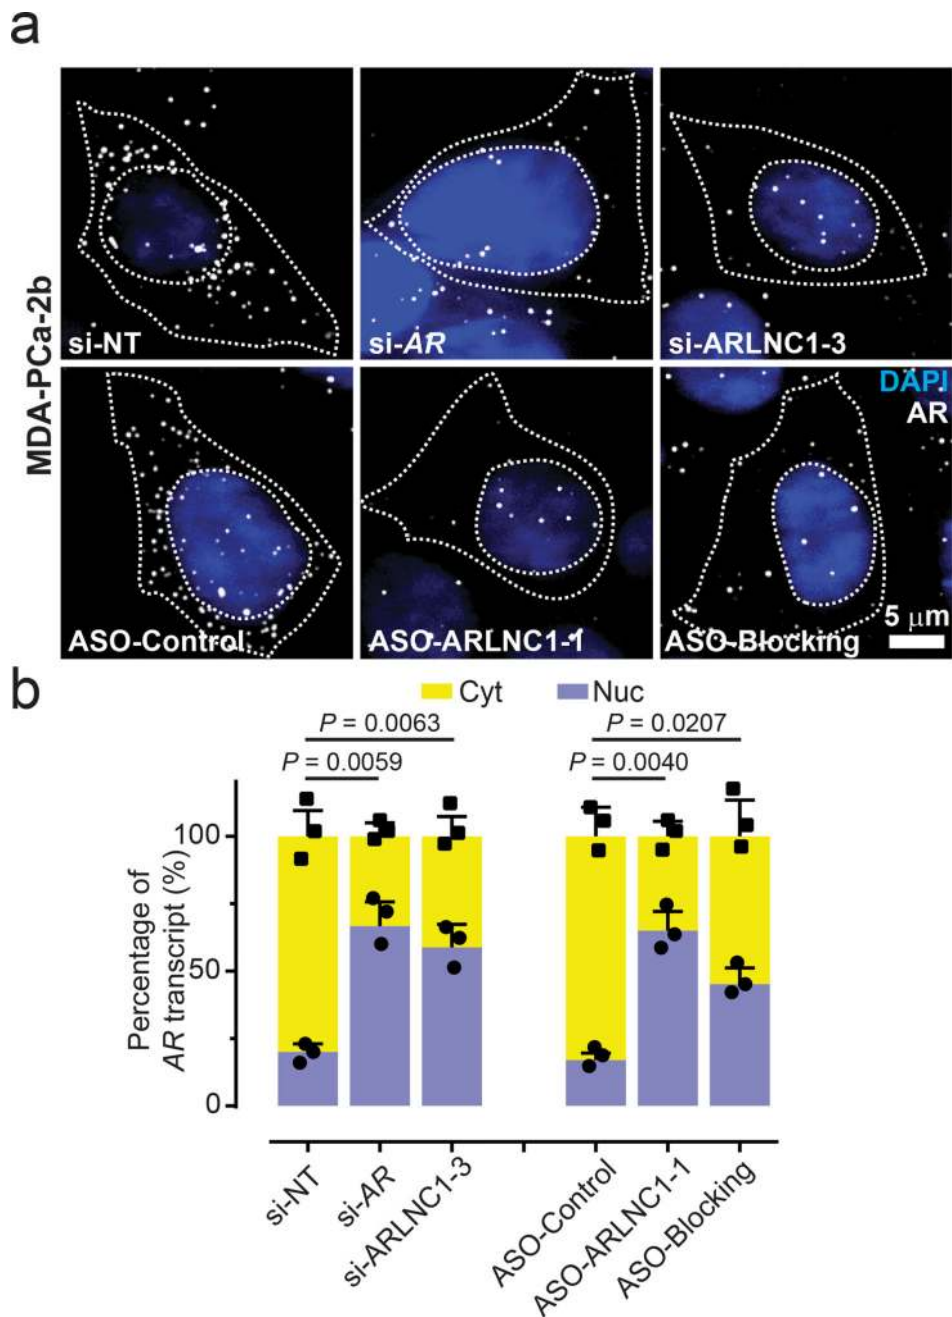 a
MDA-PCa-2b
si-NT
si-AR
si-ARLNC1-3
DAPI
AR
ASO-Control
ASO-ARLNC1-1
ASO-Blocking
5 μm
b
Cyt
Nuc
P = 0.0063
P = 0.0059
P = 0.0207
P = 0.0040
Percentage of
AR transcript (%)
100
50
0
si-NT
si-AR
si-ARLNC1-3
ASO-Control
ASO-ARLNC1-1
ASO-Blocking